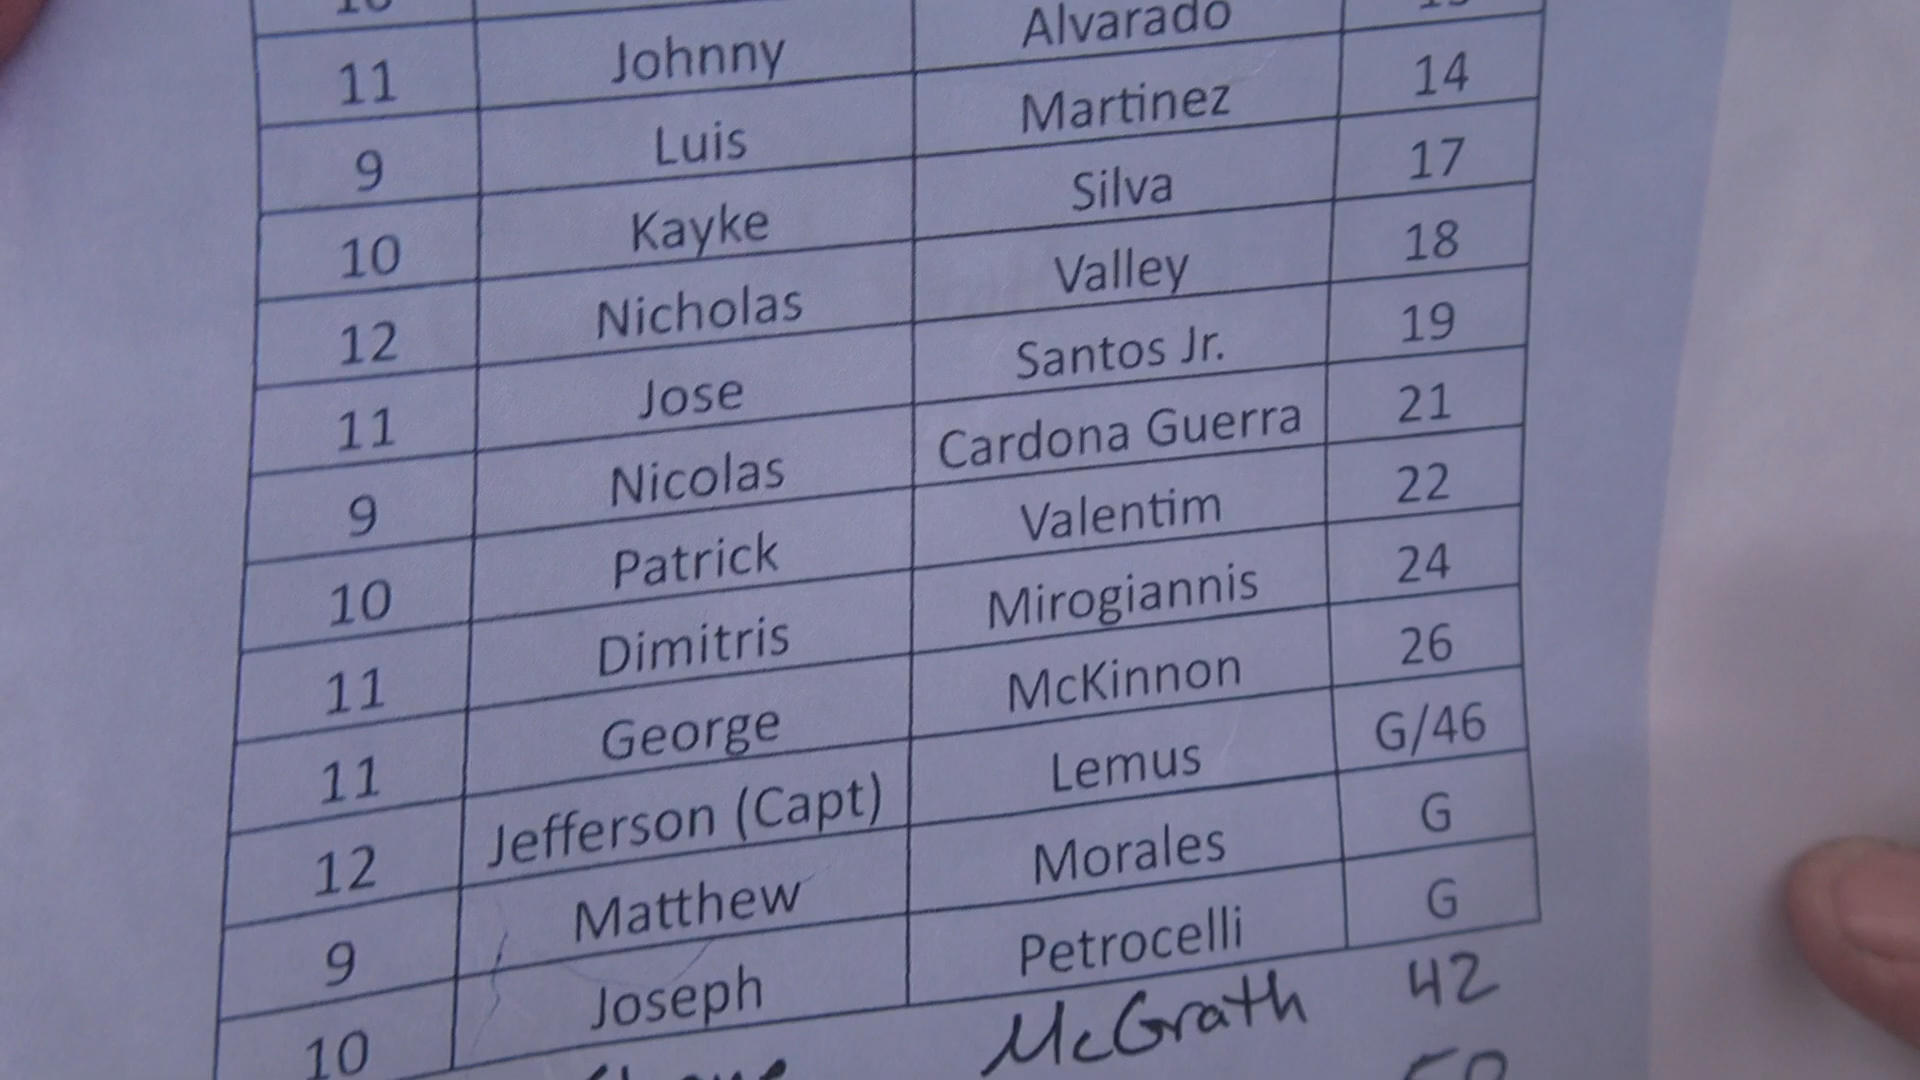 11 Johnny Alvarado
9 Luis Martinez 14
10 Kayke Silva 17
12 Nicholas Valley 18
11 Jose Santos Jr. 19
9 Nicolas Cardona Guerra 21
10 Patrick Valentim 22
11 Dimitris Mirogiannis 24
11 George McKinnon 26
12 Jefferson (Capt) Lemus G/46
9 Matthew Morales G
10 Joseph Petrocelli G
McGrath 42